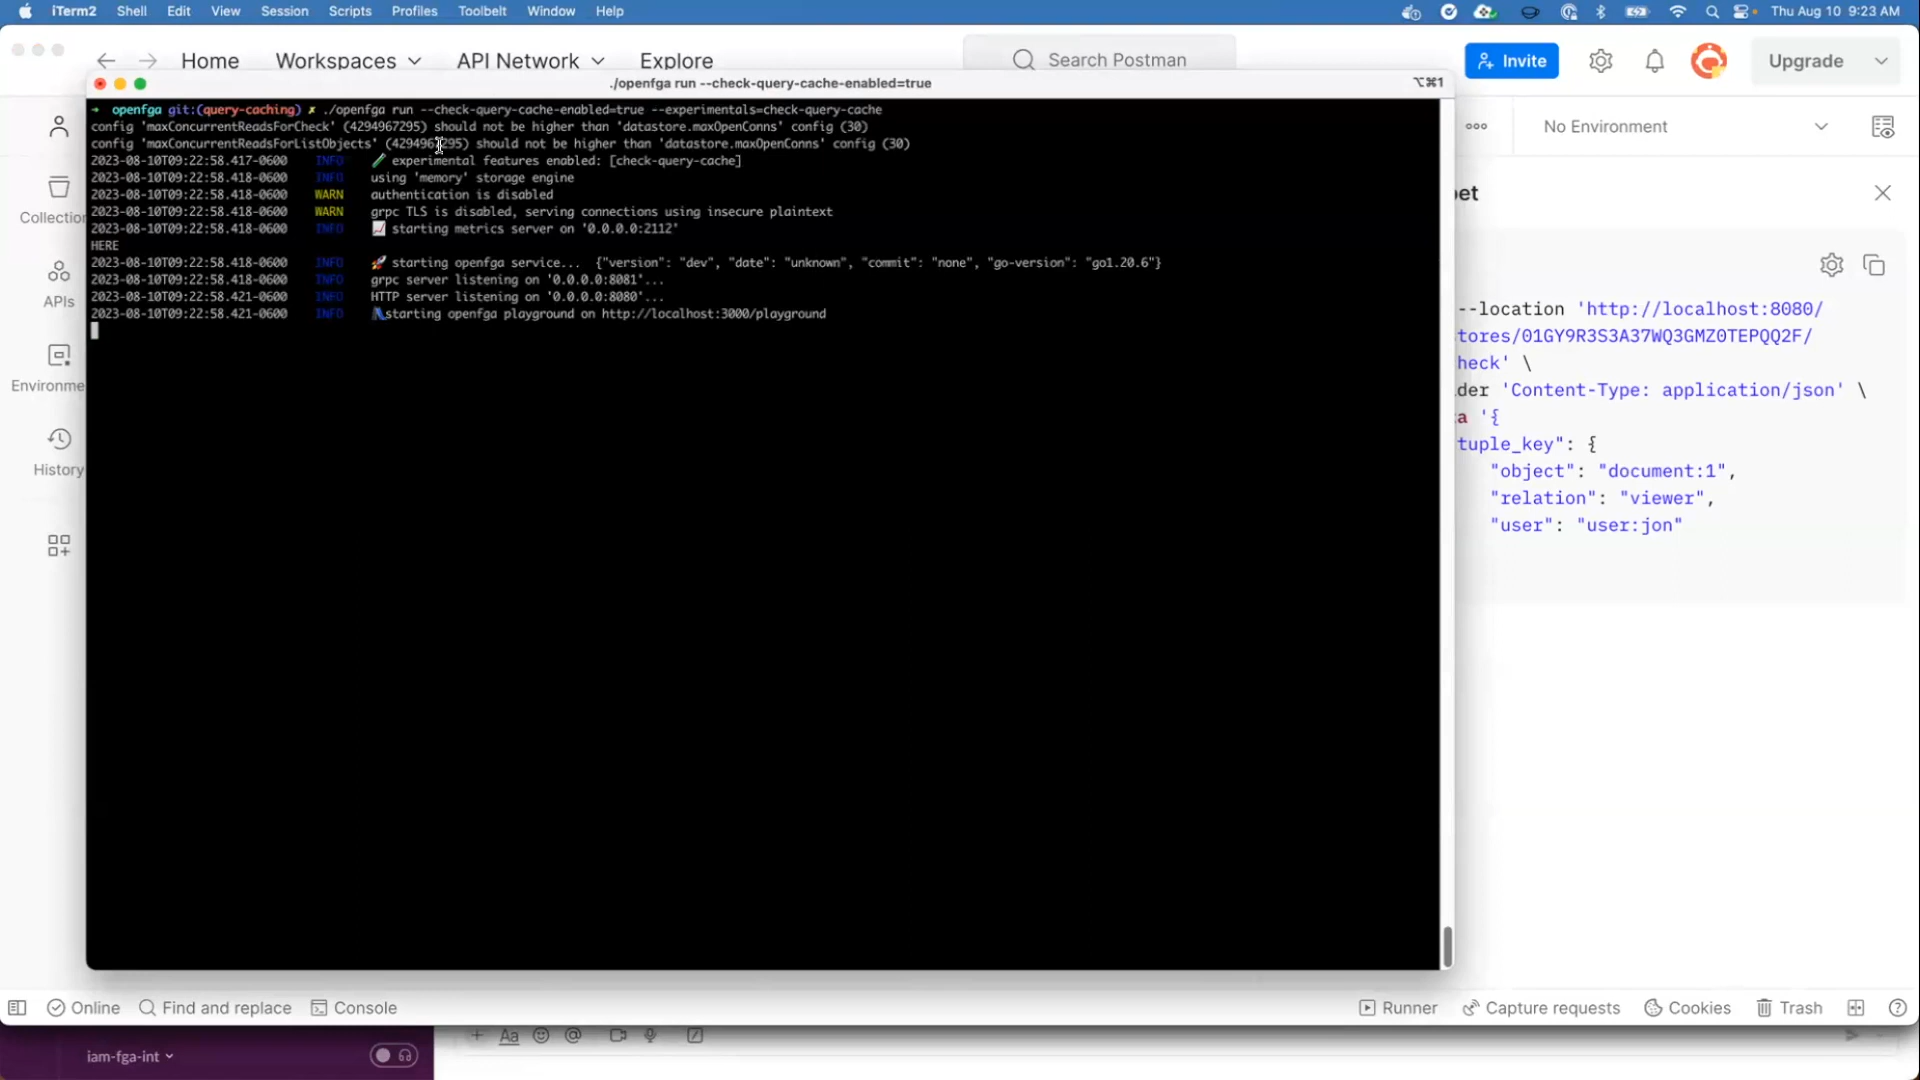 iTerm2 Shell Edit View Session Scripts Profiles Toolbelt Window Help Thu Aug 10 9:23 AM
Home Workspaces API Network Explore Search Postman Invite Upgrade
./openfga run --check-query-cache-enabled=true ⌥⌘1
→ openfga git:(query-caching) ✗ ./openfga run --check-query-cache-enabled=true --experimentals=check-query-cache
config 'maxConcurrentReadsForCheck' (4294967295) should not be higher than 'datastore.maxOpenConns' config (30)
config 'maxConcurrentReadsForListObjects' (4294967295) should not be higher than 'datastore.maxOpenConns' config (30)
2023-08-10T09:22:58.417-0600 INFO 🧪 experimental features enabled: [check-query-cache]
2023-08-10T09:22:58.418-0600 INFO using 'memory' storage engine
2023-08-10T09:22:58.418-0600 WARN authentication is disabled
2023-08-10T09:22:58.418-0600 WARN grpc TLS is disabled, serving connections using insecure plaintext
2023-08-10T09:22:58.418-0600 INFO 📈 starting metrics server on '0.0.0.0:2112'
HERE
2023-08-10T09:22:58.418-0600 INFO 🚀 starting openfga service... {"version": "dev", "date": "unknown", "commit": "none", "go-version": "go1.20.6"}
2023-08-10T09:22:58.418-0600 INFO grpc server listening on '0.0.0.0:8081'...
2023-08-10T09:22:58.421-0600 INFO HTTP server listening on '0.0.0.0:8080'...
2023-08-10T09:22:58.421-0600 INFO 🛝starting openfga playground on http://localhost:3000/playground
Collection
APIs
Environme
History
No Environment
pet
--location 'http://localhost:8080/
tores/01GY9R3S3A37WQ3GMZ0TEPQQ2F/
heck' \
der 'Content-Type: application/json' \
a '{
tuple_key": {
"object": "document:1",
"relation": "viewer",
"user": "user:jon"
Online Find and replace Console Runner Capture requests Cookies Trash
iam-fga-int Aa